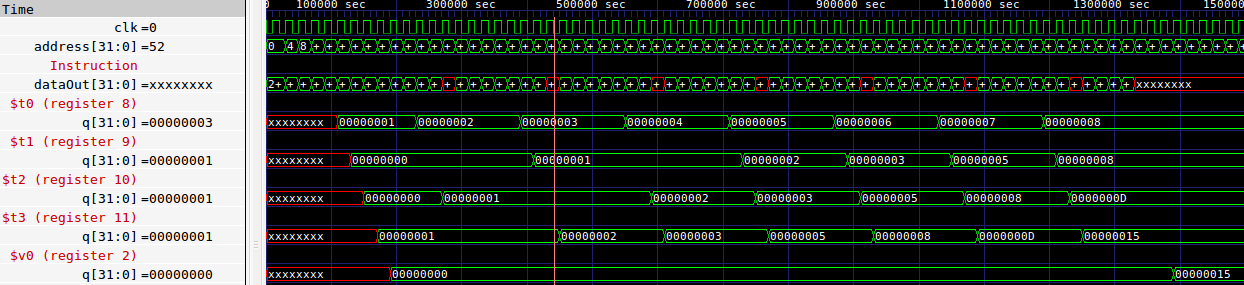 Time 0 100000 sec 300000 sec 500000 sec 700000 sec 900000 sec 1100000 sec 1300000 sec 1500000
clk=0
address[31:0]=52 0 4 8 + + + + + + + + + + + + + + + + + + + + + + + + + + + + + + + + + + + + + + + + + + + + + + + + + + + + + + + + + + + + + + + + + + + + + + + +
Instruction
dataOut[31:0]=xxxxxxxx 2+ + + + + + + + + + + + + + + + + + + + + + + + + + + + + + + + + + + + + + + + + + + + + + + + + + + + + + + + + + + + + + + + + + xxxxxxxx
$t0 (register 8)
q[31:0]=00000003 xxxxxxxx 00000001 00000002 00000003 00000004 00000005 00000006 00000007 00000008
$t1 (register 9)
q[31:0]=00000001 xxxxxxxx 00000000 00000001 00000002 00000003 00000005 00000008
$t2 (register 10)
q[31:0]=00000001 xxxxxxxx 00000000 00000001 00000002 00000003 00000005 00000008 0000000D
$t3 (register 11)
q[31:0]=00000001 xxxxxxxx 00000001 00000002 00000003 00000005 00000008 0000000D 00000015
$v0 (register 2)
q[31:0]=00000000 xxxxxxxx 00000000 00000015